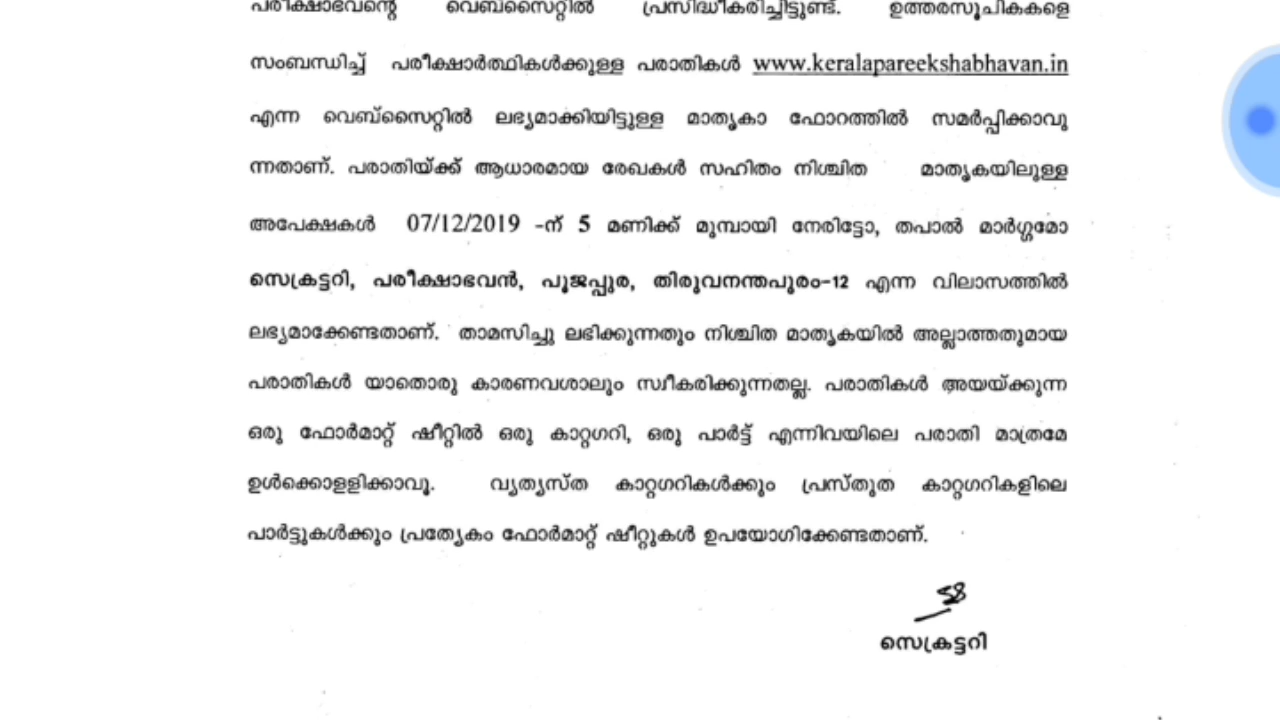 പരീക്ഷാഭവന്റെ വെബ്സൈറ്റിൽ പ്രസിദ്ധീകരിച്ചിട്ടുണ്ട്. ഉത്തരസൂചികകളെ
സംബന്ധിച്ച് പരീക്ഷാർത്ഥികൾക്കുള്ള പരാതികൾ www.keralapareekshabhavan.in
എന്ന വെബ്സൈറ്റിൽ ലഭ്യമാക്കിയിട്ടുള്ള മാതൃകാ ഫോറത്തിൽ സമർപ്പിക്കാവു
ന്നതാണ്. പരാതിയ്ക്ക് ആധാരമായ രേഖകൾ സഹിതം നിശ്ചിത മാതൃകയിലുള്ള
അപേക്ഷകൾ 07/12/2019 -ന് 5 മണിക്ക് മുമ്പായി നേരിട്ടോ, തപാൽ മാർഗ്ഗമോ
സെക്രട്ടറി, പരീക്ഷാഭവൻ, പൂജപ്പുര, തിരുവനന്തപുരം-12 എന്ന വിലാസത്തിൽ
ലഭ്യമാക്കേണ്ടതാണ്. താമസിച്ചു ലഭിക്കുന്നതും നിശ്ചിത മാതൃകയിൽ അല്ലാത്തതുമായ
പരാതികൾ യാതൊരു കാരണവശാലും സ്വീകരിക്കുന്നതല്ല. പരാതികൾ അയയ്ക്കുന്ന
ഒരു ഫോർമാറ്റ് ഷീറ്റിൽ ഒരു കാറ്റഗറി, ഒരു പാർട്ട് എന്നിവയിലെ പരാതി മാത്രമേ
ഉൾക്കൊളളിക്കാവൂ. വ്യത്യസ്ത കാറ്റഗറികൾക്കും പ്രസ്തുത കാറ്റഗറികളിലെ
പാർട്ടുകൾക്കും പ്രത്യേകം ഫോർമാറ്റ് ഷീറ്റുകൾ ഉപയോഗിക്കേണ്ടതാണ്.
സെക്രട്ടറി